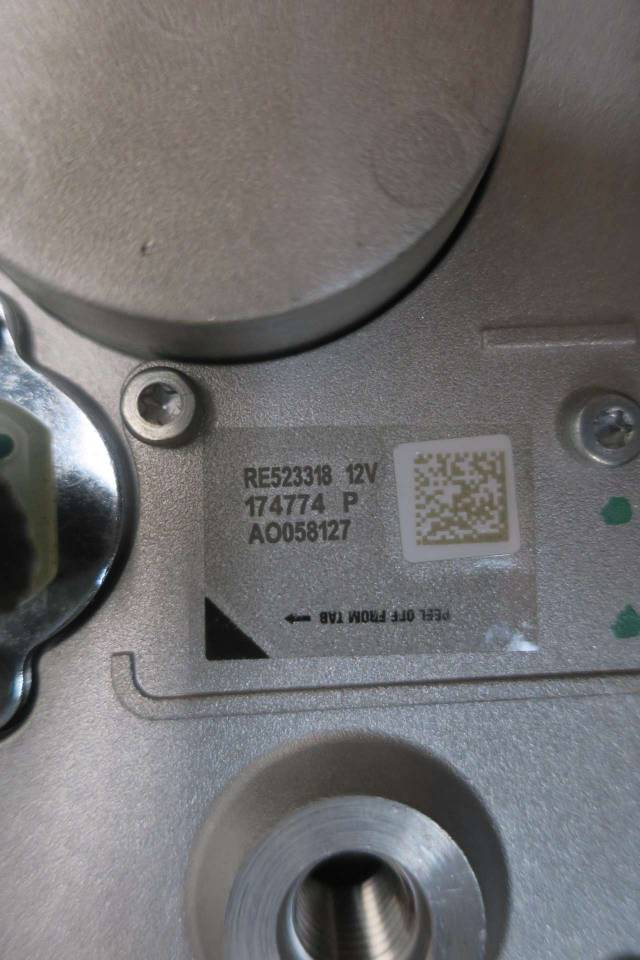 RE523318 12V
174774 P
AO058127
PEEL OFF FROM TAB